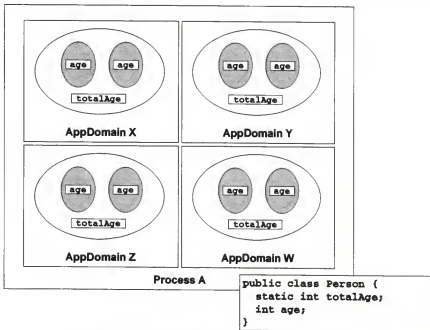 age age age age
totalAge totalAge
AppDomain X AppDomain Y
age age age age
totalAge totalAge
AppDomain Z AppDomain W
Process A
public class Person {
static int totalAge;
int age;
}